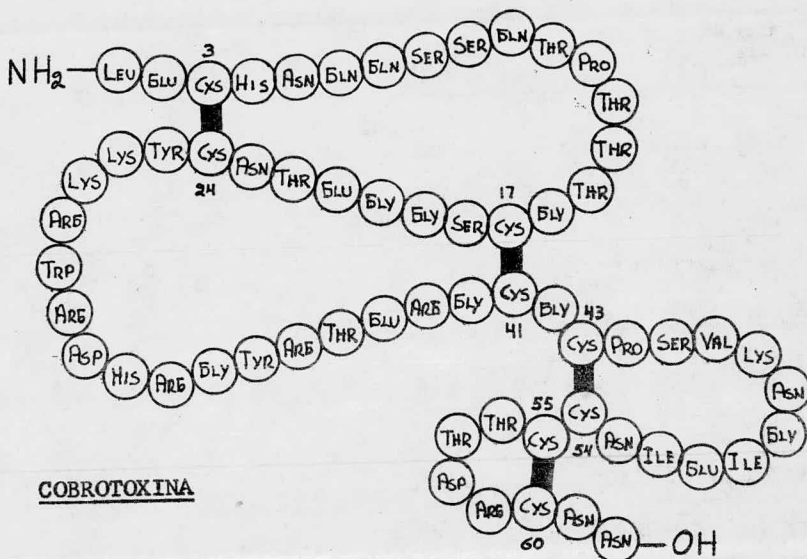 3
NH2 LEU GLU CYS HIS ASN GLN GLN SER SER GLN THR PRO THR THR THR GLY
17
CYS SER GLY GLY GLU THR ASN CYS
24
TYR LYS LYS ARG TRP ARG ASP HIS ARG GLY TYR ARG THR GLU ARG GLY CYS
41
GLY
43
CYS PRO SER VAL LYS ASN GLY ILE GLU ILE ASN CYS
54
55
CYS THR THR ASP ARG CYS
60
ASN ASN OH
COBROTOXINA